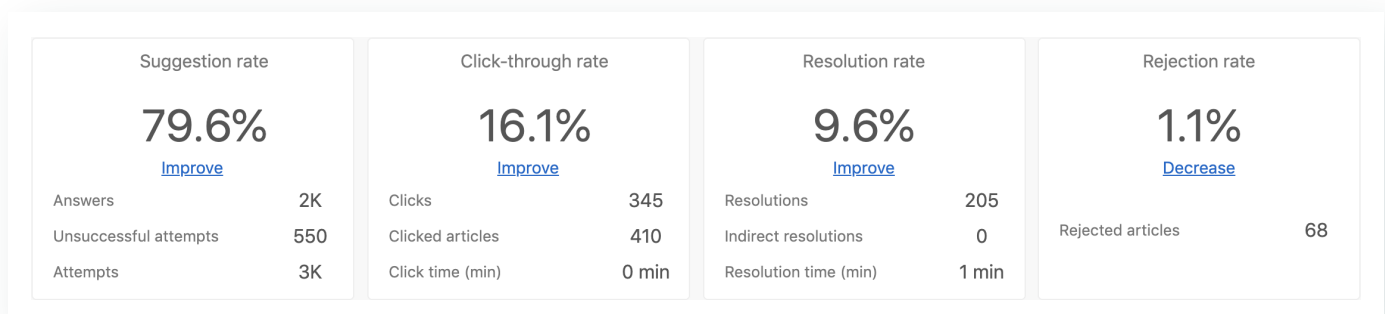 Suggestion rate
79.6%
Improve
Answers 2K
Unsuccessful attempts 550
Attempts 3K
Click-through rate
16.1%
Improve
Clicks 345
Clicked articles 410
Click time (min) 0 min
Resolution rate
9.6%
Improve
Resolutions 205
Indirect resolutions 0
Resolution time (min) 1 min
Rejection rate
1.1%
Decrease
Rejected articles 68